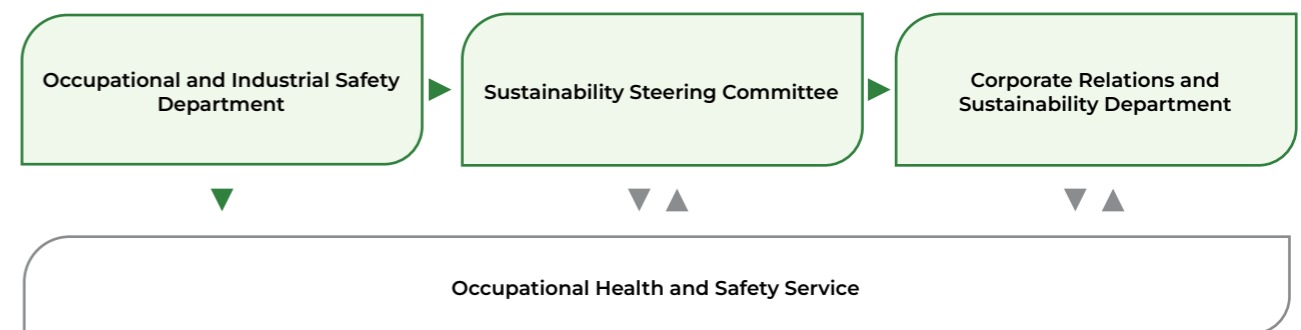 Occupational and Industrial Safety
Department
Sustainability Steering Committee
Corporate Relations and
Sustainability Department
Occupational Health and Safety Service